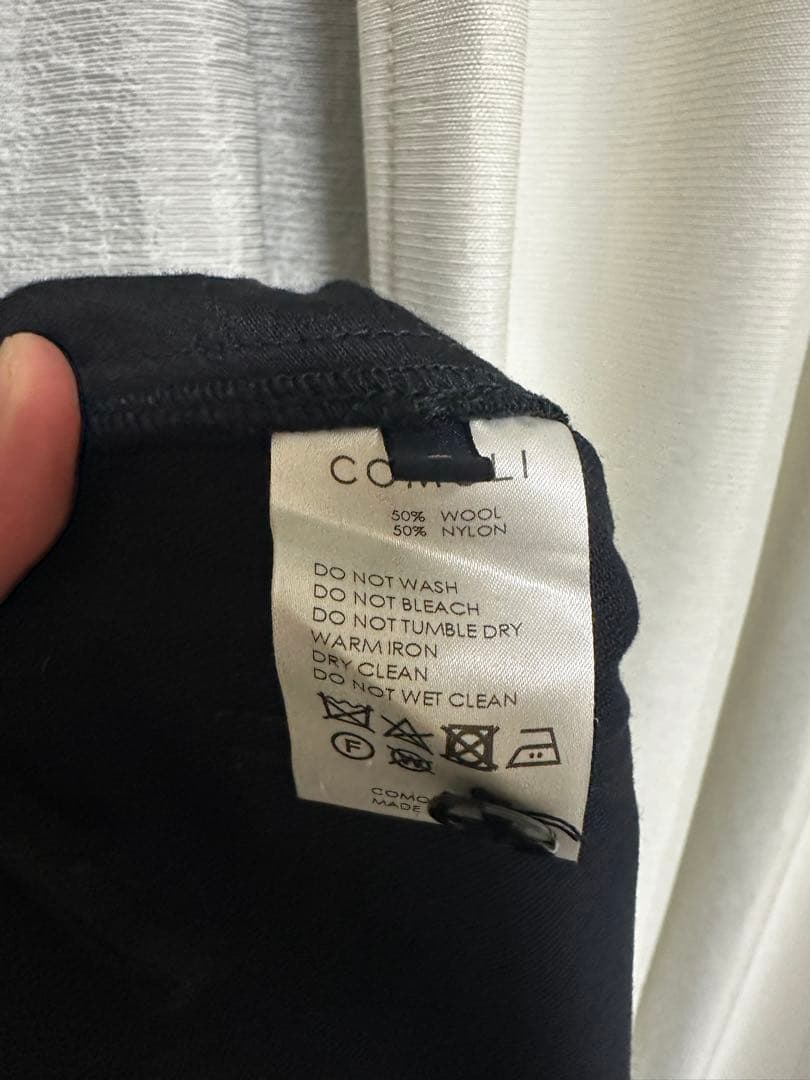 50% WOOL
50% NYLON
DO NOT WASH
DO NOT BLEACH
DO NOT TUMBLE DRY
WARM IRON
DRY CLEAN
DO NOT WET CLEAN
F
MADE